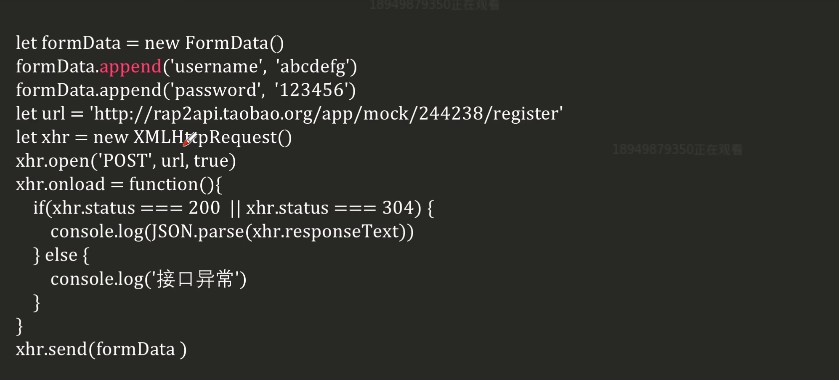 18949879350正在观看
let formData = new FormData()
formData.append('username', 'abcdefg')
formData.append('password', '123456')
let url = 'http://rap2api.taobao.org/app/mock/244238/register'
let xhr = new XMLHttpRequest()
xhr.open('POST', url, true)
18949879350正在观看
xhr.onload = function(){
    if(xhr.status === 200 || xhr.status === 304) {
        console.log(JSON.parse(xhr.responseText))
    } else {
        console.log('接口异常')
    }
}
xhr.send(formData )